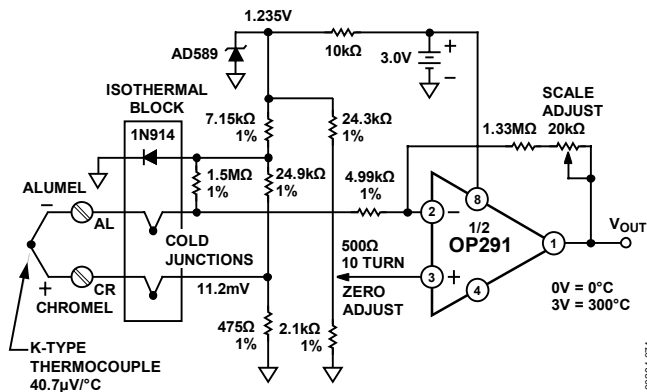 1.235V
AD589
10kΩ
3.0V
+
−
ISOTHERMAL
BLOCK
7.15kΩ
1%
24.3kΩ
1%
SCALE
ADJUST
1.33MΩ
20kΩ
1N914
1.5MΩ
1%
24.9kΩ
1%
4.99kΩ
1%
ALUMEL
−
AL
8
2
−
1/2
OP291
1
VOUT
COLD
JUNCTIONS
500Ω
10 TURN
3
+
4
ZERO
ADJUST
+
CR
CHROMEL
11.2mV
0V = 0°C
3V = 300°C
475Ω
1%
2.1kΩ
1%
K-TYPE
THERMOCOUPLE
40.7µV/°C